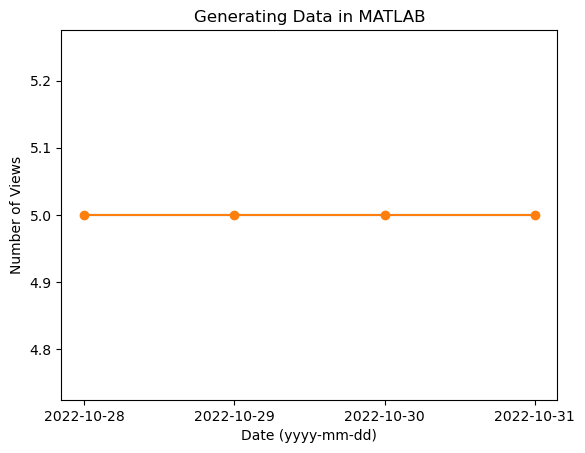 Generating Data in MATLAB
5.2
5.1
5.0
4.9
4.8
Number of Views
2022-10-28 2022-10-29 2022-10-30 2022-10-31
Date (yyyy-mm-dd)